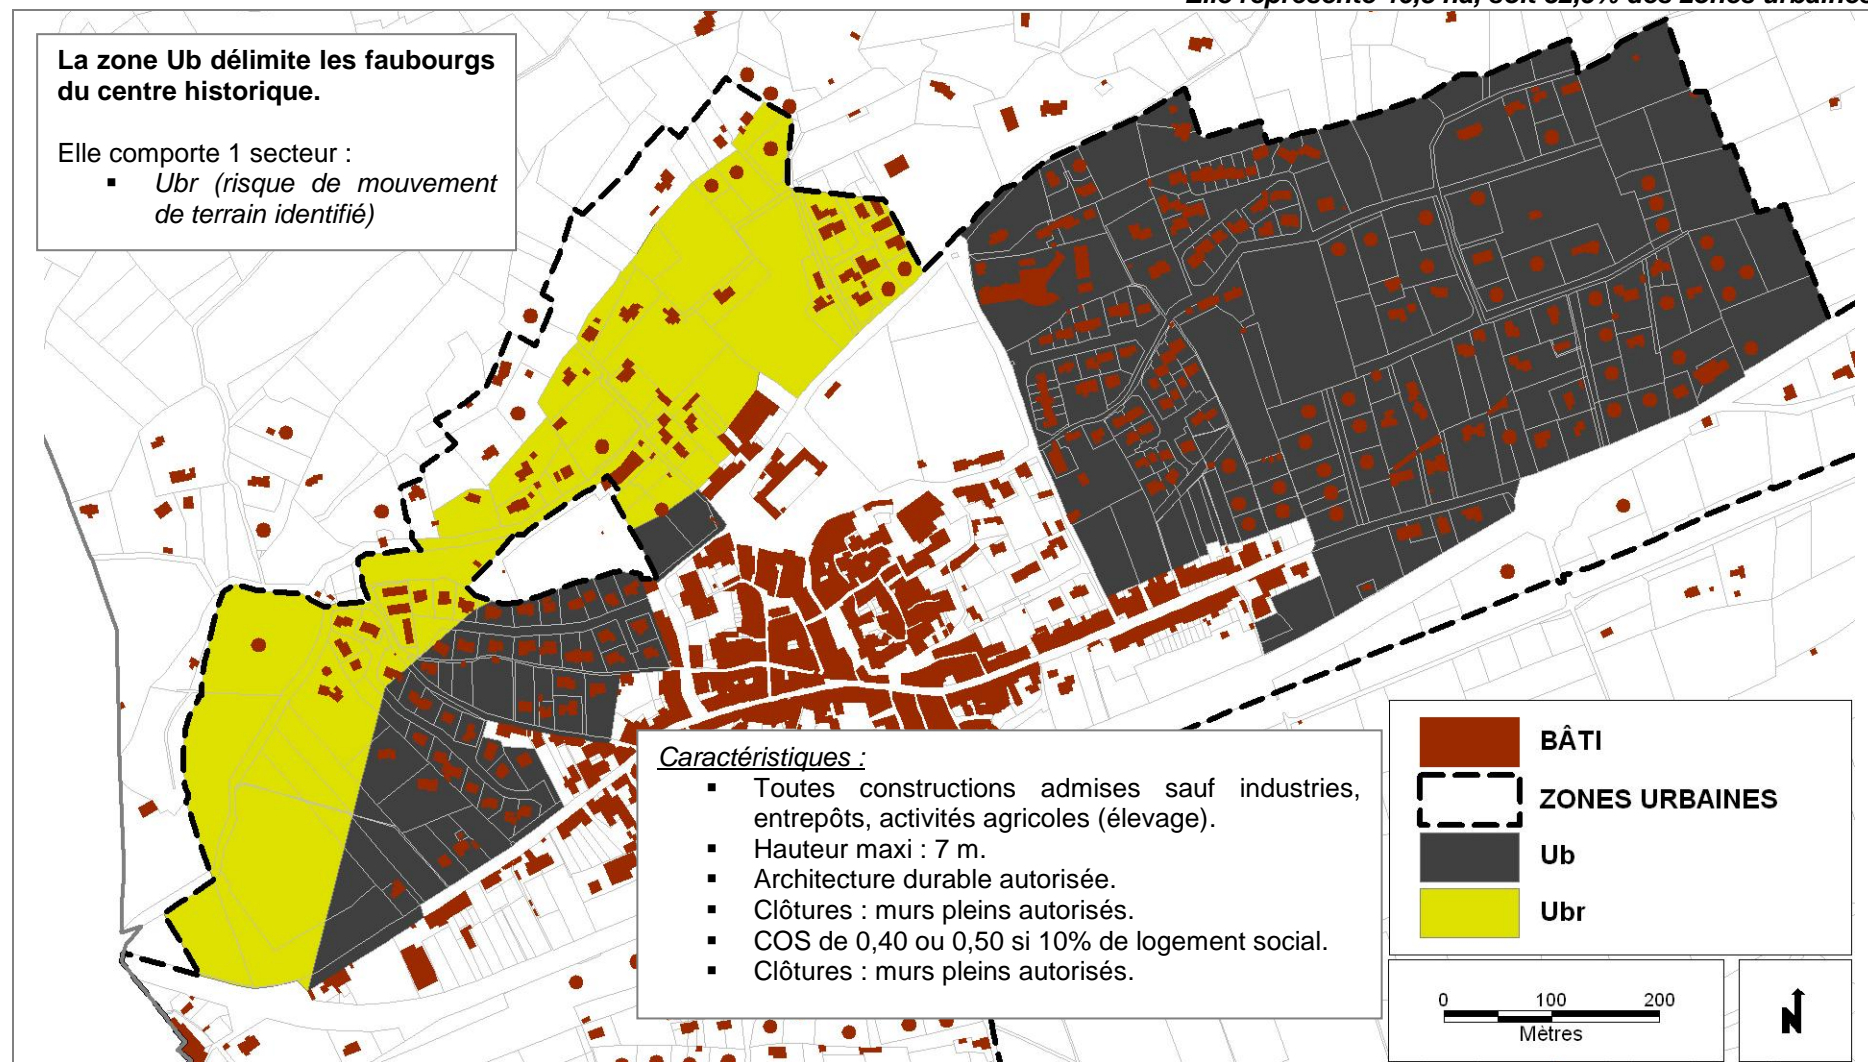 La zone Ub délimite les faubourgs
du centre historique.
Elle comporte 1 secteur :
▪ Ubr (risque de mouvement
de terrain identifié)
Caractéristiques :
▪ Toutes constructions admises sauf industries,
entrepôts, activités agricoles (élevage).
▪ Hauteur maxi : 7 m.
▪ Architecture durable autorisée.
▪ Clôtures : murs pleins autorisés.
▪ COS de 0,40 ou 0,50 si 10% de logement social.
▪ Clôtures : murs pleins autorisés.
BÂTI
ZONES URBAINES
Ub
Ubr
0 100 200
Mètres
N